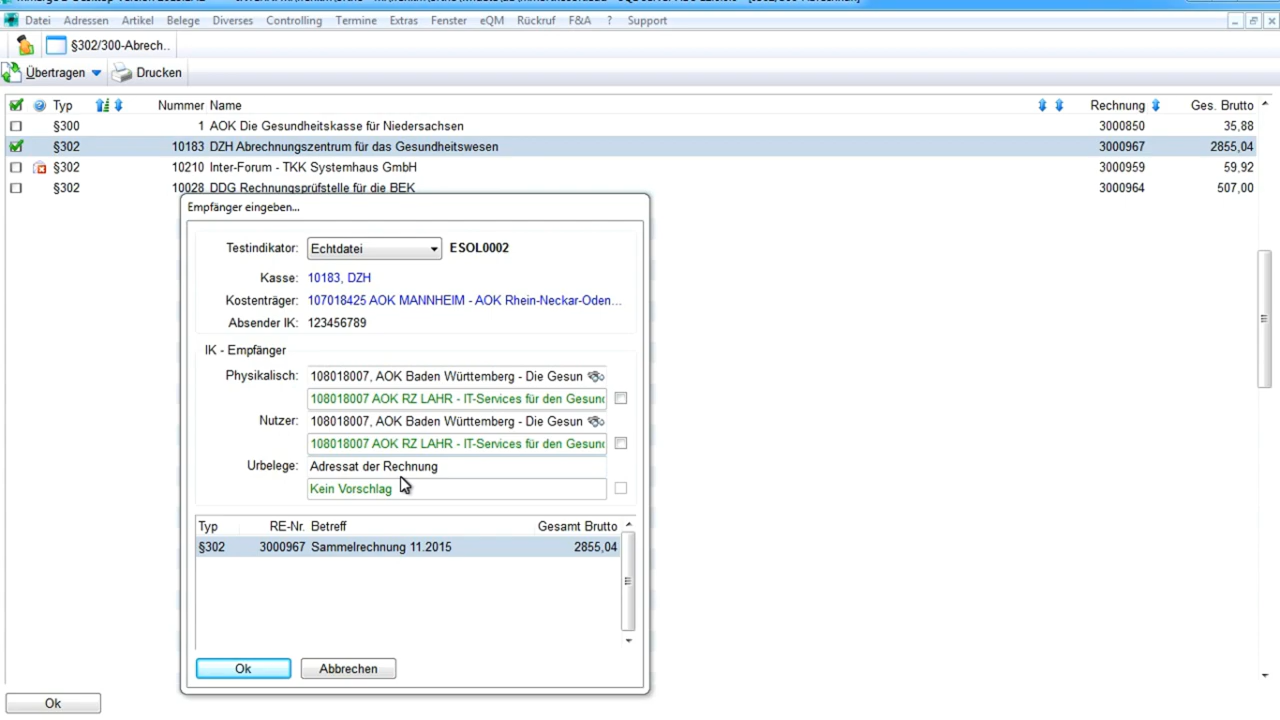 Datei Adressen Artikel Belege Diverses Controlling Termine Extras Fenster eQM Rückruf F&A ? Support
§302/300-Abrech..
Übertragen Drucken
Typ Nummer Name Rechnung Ges. Brutto
§300 1 AOK Die Gesundheitskasse für Niedersachsen 3000850 35,88
§302 10183 DZH Abrechnungszentrum für das Gesundheitswesen 3000967 2855,04
§302 10210 Inter-Forum - TKK Systemhaus GmbH 3000959 59,92
§302 10028 DDG Rechnungsprüfstelle für die BEK 3000964 507,00
Empfänger eingeben...
Testindikator: Echtdatei ESOL0002
Kasse: 10183, DZH
Kostenträger: 107018425 AOK MANNHEIM - AOK Rhein-Neckar-Oden...
Absender IK: 123456789
IK - Empfänger
Physikalisch: 108018007, AOK Baden Württemberg - Die Gesun
108018007 AOK RZ LAHR - IT-Services für den Gesund
Nutzer: 108018007, AOK Baden Württemberg - Die Gesun
108018007 AOK RZ LAHR - IT-Services für den Gesund
Urbelege: Adressat der Rechnung
Kein Vorschlag
Typ RE-Nr. Betreff Gesamt Brutto
§302 3000967 Sammelrechnung 11.2015 2855,04
Ok Abbrechen
Ok